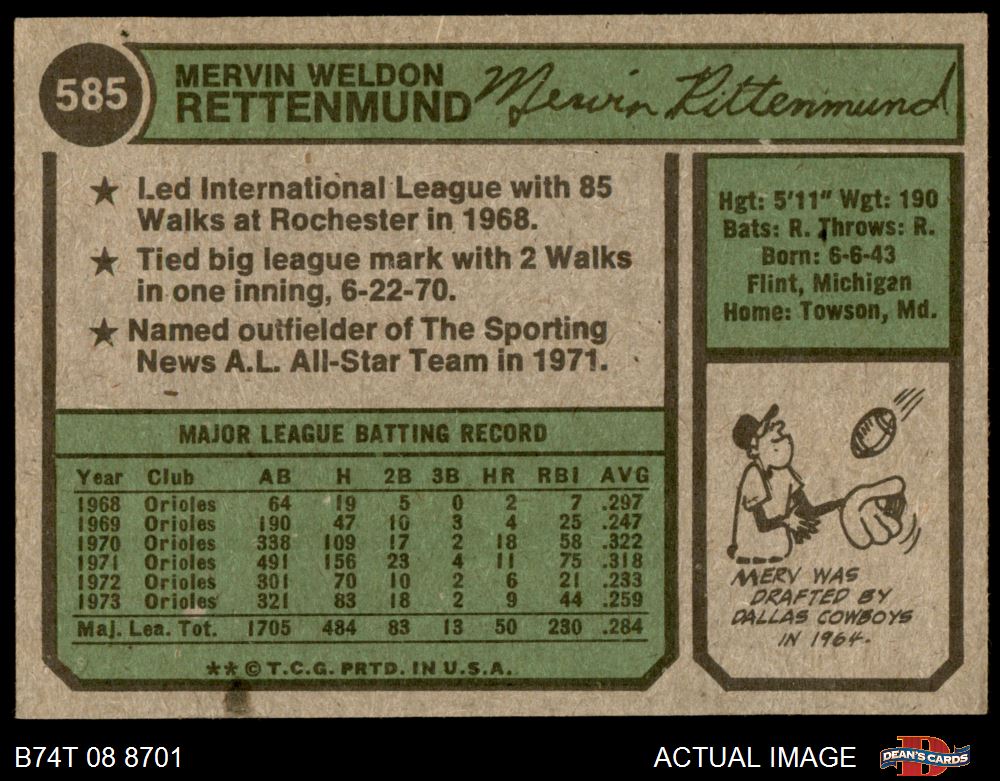 585
MERVIN WELDON
RETTENMUND
Mervin Rittenmund
★ Led International League with 85
Walks at Rochester in 1968.
★ Tied big league mark with 2 Walks
in one inning, 6-22-70.
★ Named outfielder of The Sporting
News A.L. All-Star Team in 1971.
Hgt: 5'11" Wgt: 190
Bats: R. Throws: R.
Born: 6-6-43
Flint, Michigan
Home: Towson, Md.
MAJOR LEAGUE BATTING RECORD
Year Club AB H 2B 3B HR RBI AVG
1968 Orioles 64 19 5 0 2 7 .297
1969 Orioles 190 47 10 3 4 25 .247
1970 Orioles 338 109 17 2 18 58 .322
1971 Orioles 491 156 23 4 11 75 .318
1972 Orioles 301 70 10 2 6 21 .233
1973 Orioles 321 83 18 2 9 44 .259
Maj. Lea. Tot. 1705 484 83 13 50 230 .284
** © T.C.G. PRTD. IN U.S.A.
MERV WAS
DRAFTED BY
DALLAS COWBOYS
IN 1964.
B74T 08 8701
ACTUAL IMAGE
D
DEAN'S CARDS